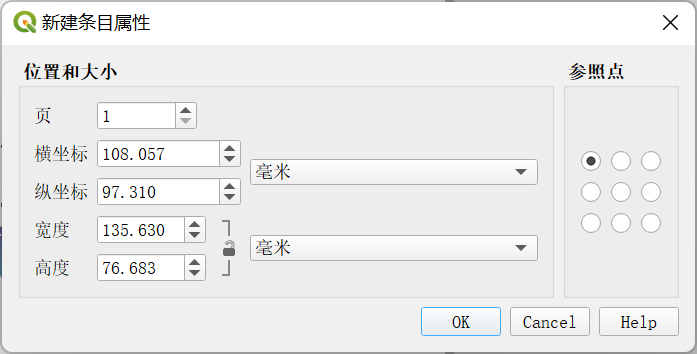 新建条目属性
位置和大小
参照点
页 1
横坐标 108.057
毫米
纵坐标 97.310
宽度 135.630
毫米
高度 76.683
OK Cancel Help